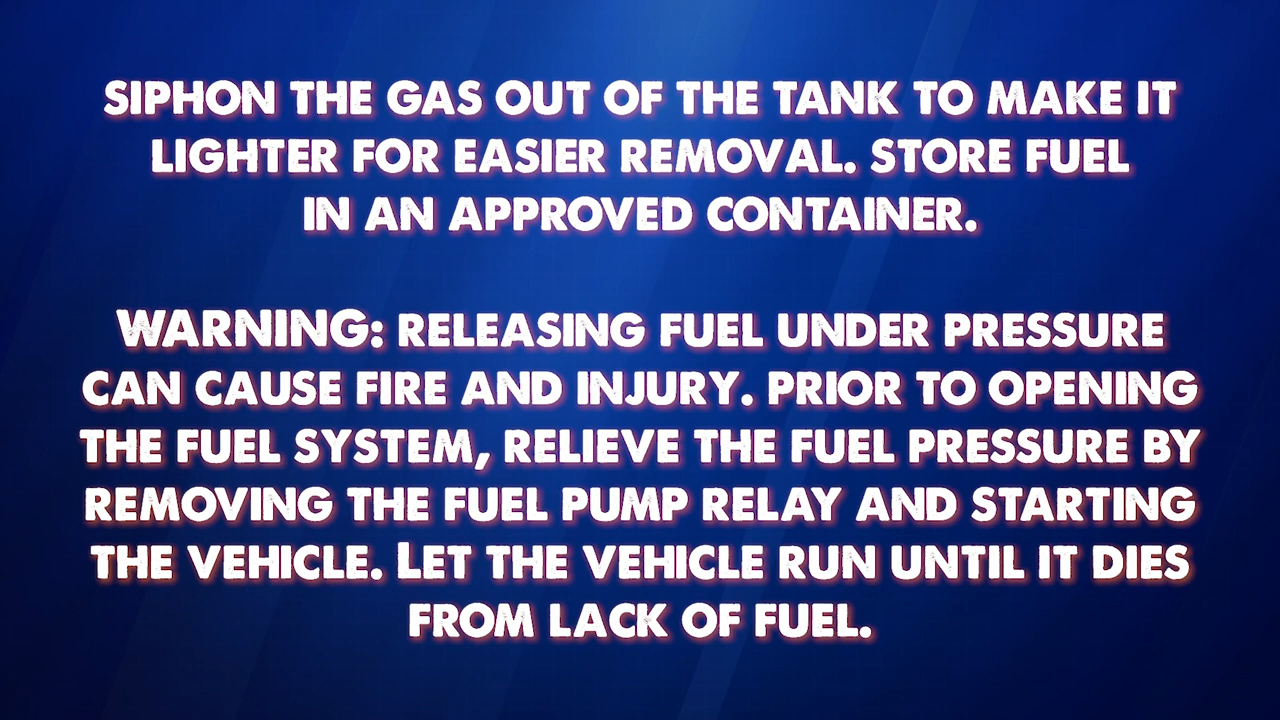 SIPHON THE GAS OUT OF THE TANK TO MAKE IT
LIGHTER FOR EASIER REMOVAL. STORE FUEL
IN AN APPROVED CONTAINER.
WARNING: RELEASING FUEL UNDER PRESSURE
CAN CAUSE FIRE AND INJURY. PRIOR TO OPENING
THE FUEL SYSTEM, RELIEVE THE FUEL PRESSURE BY
REMOVING THE FUEL PUMP RELAY AND STARTING
THE VEHICLE. LET THE VEHICLE RUN UNTIL IT DIES
FROM LACK OF FUEL.